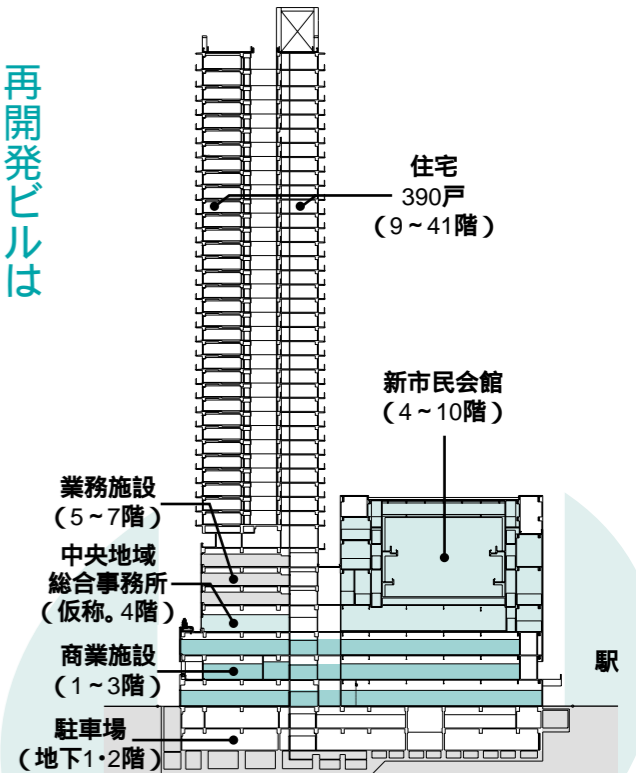 再開発ビルは
住宅
390戸
(9～41階)
新市民会館
(4～10階)
業務施設
(5～7階)
中央地域
総合事務所
(仮称。4階)
商業施設
(1～3階)
駅
駐車場
(地下1・2階)